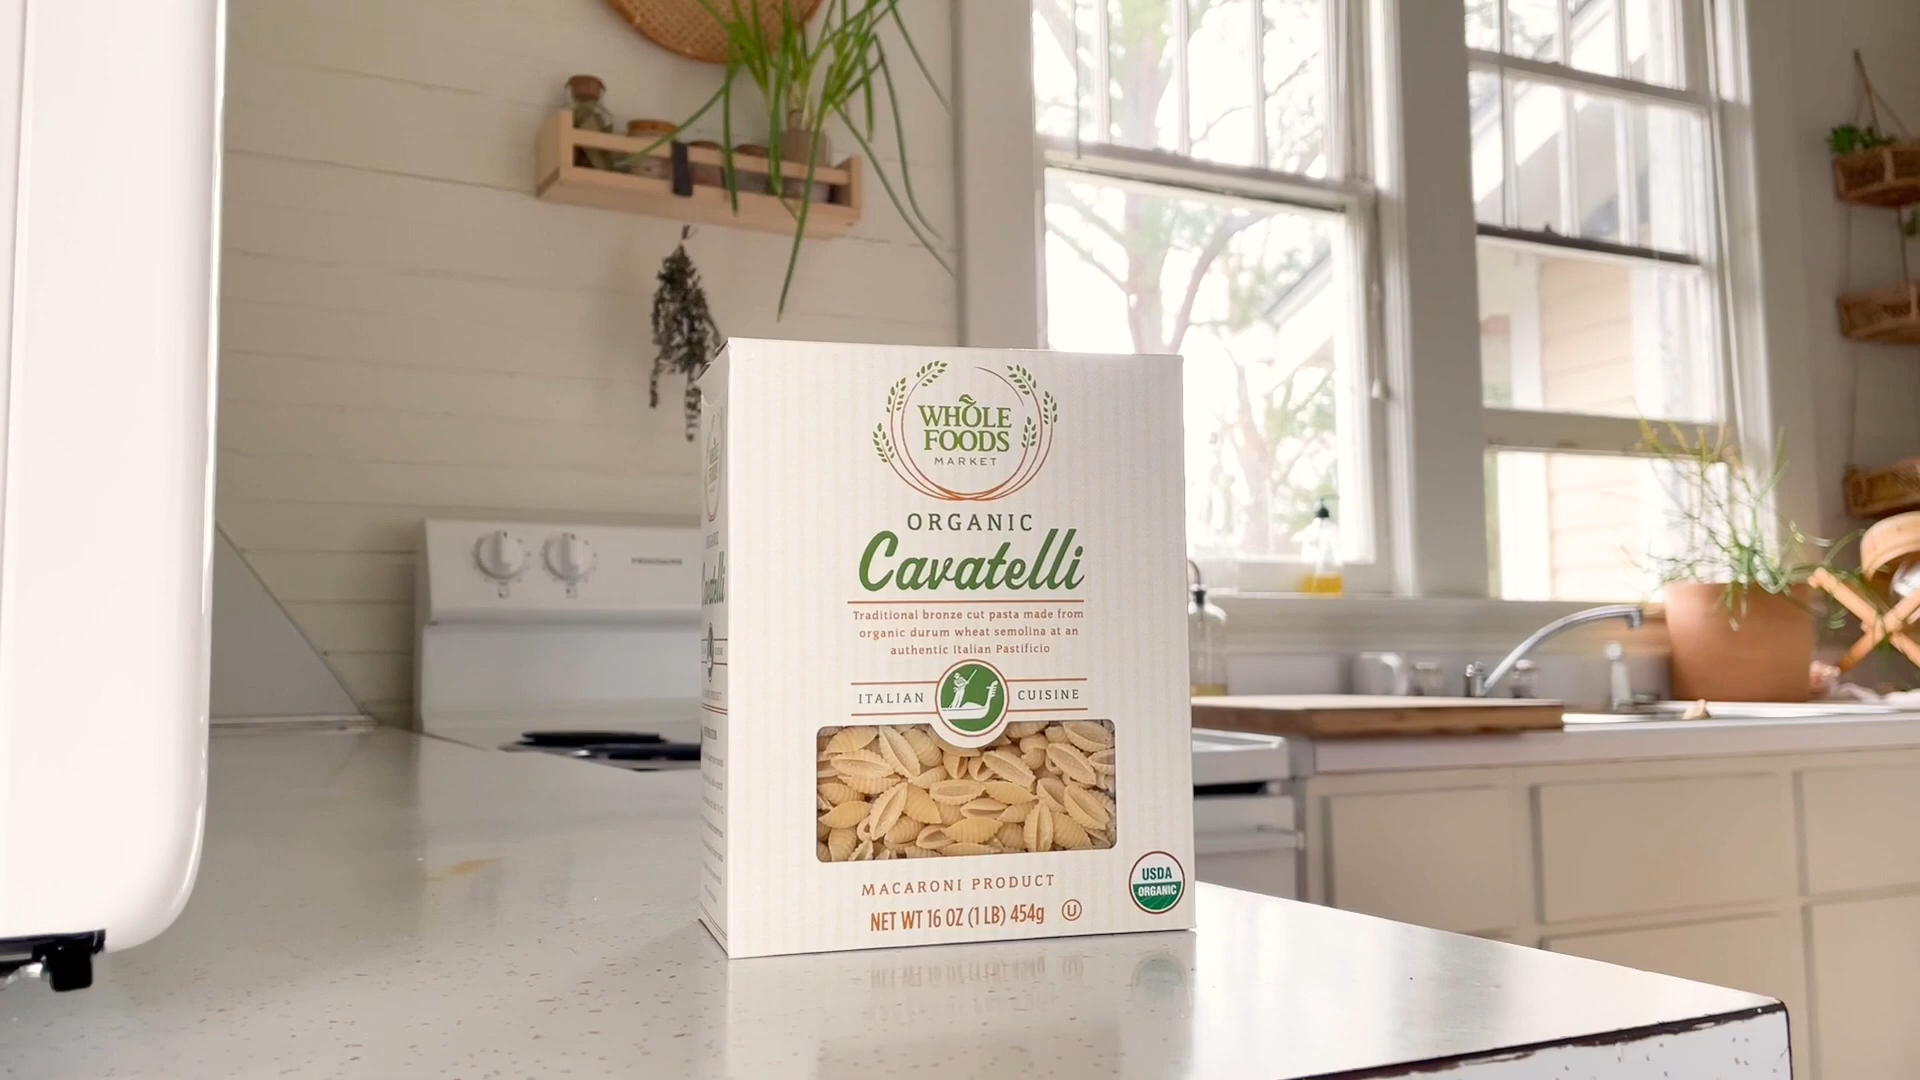 WHOLE
FOODS
MARKET
ORGANIC
Cavatelli
Traditional bronze cut pasta made from
organic durum wheat semolina at an
authentic Italian Pastificio
ITALIAN CUISINE
MACARONI PRODUCT
NET WT 16 OZ (1 LB) 454g U
USDA
ORGANIC
FRIGIDAIRE